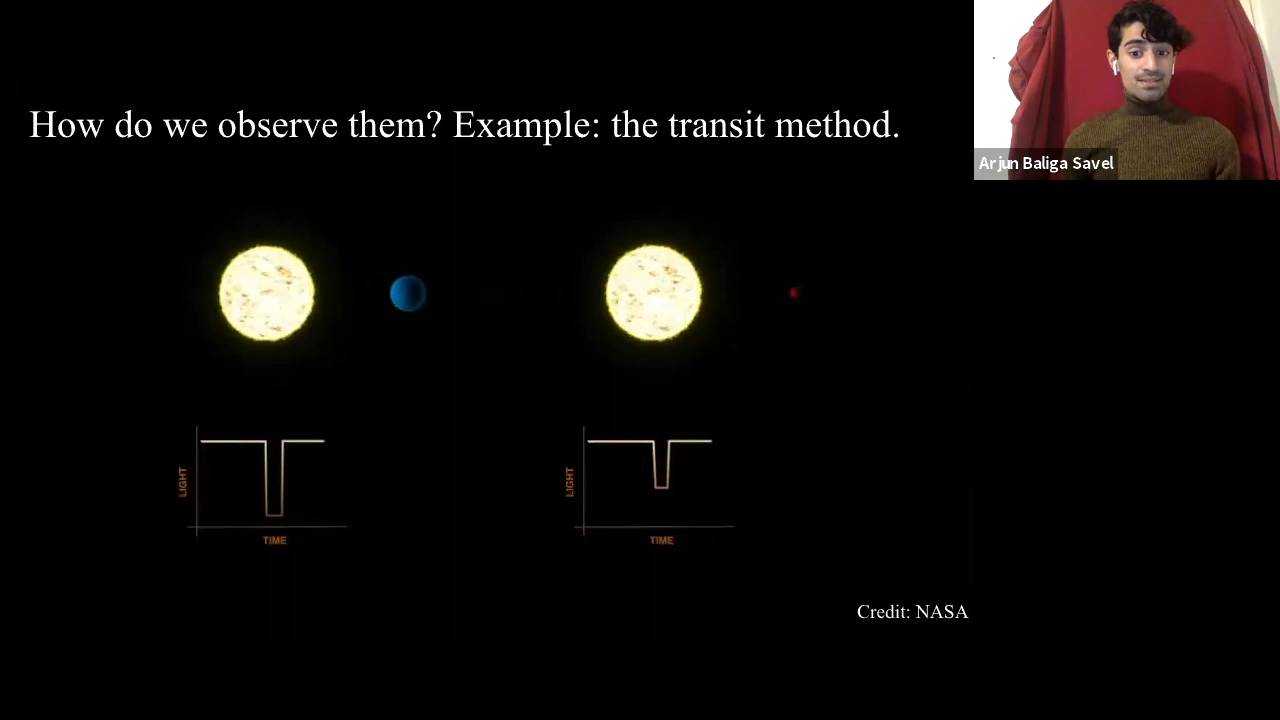 How do we observe them? Example: the transit method.
Arjun Baliga Savel
LIGHT
TIME
LIGHT
TIME
Credit: NASA